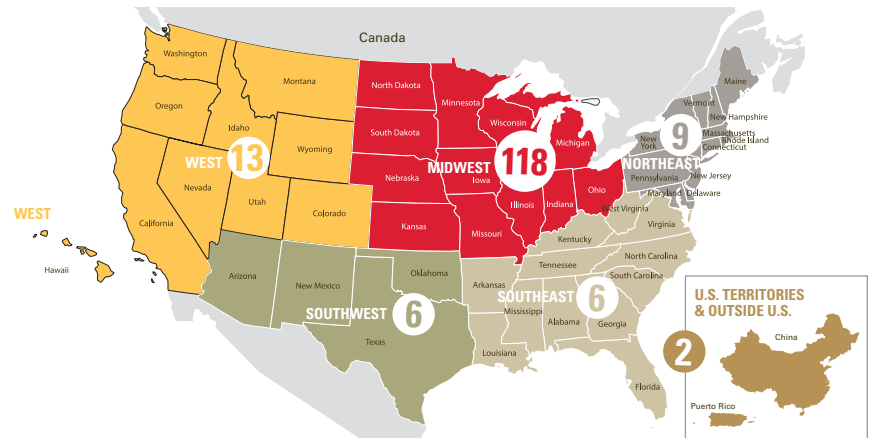 Canada
Washington
Montana
North Dakota
Minnesota
Maine
Oregon
Idaho
South Dakota
Wisconsin
Michigan
Vermont
New Hampshire
New
York
Massachusetts
Rhode Island
Connecticut
9
NORTHEAST
WEST
13
Wyoming
MIDWEST
118
Nebraska
Iowa
Pennsylvania
New Jersey
Nevada
Utah
Colorado
Illinois
Indiana
Ohio
Maryland
Delaware
WEST
California
Kansas
Missouri
West Virginia
Virginia
Kentucky
Hawaii
Arizona
New Mexico
Oklahoma
Tennessee
North Carolina
South Carolina
Arkansas
SOUTHEAST
6
SOUTHWEST
6
Mississippi
Alabama
Georgia
Texas
Louisiana
Florida
U.S. TERRITORIES
& OUTSIDE U.S.
2
China
Puerto Rico